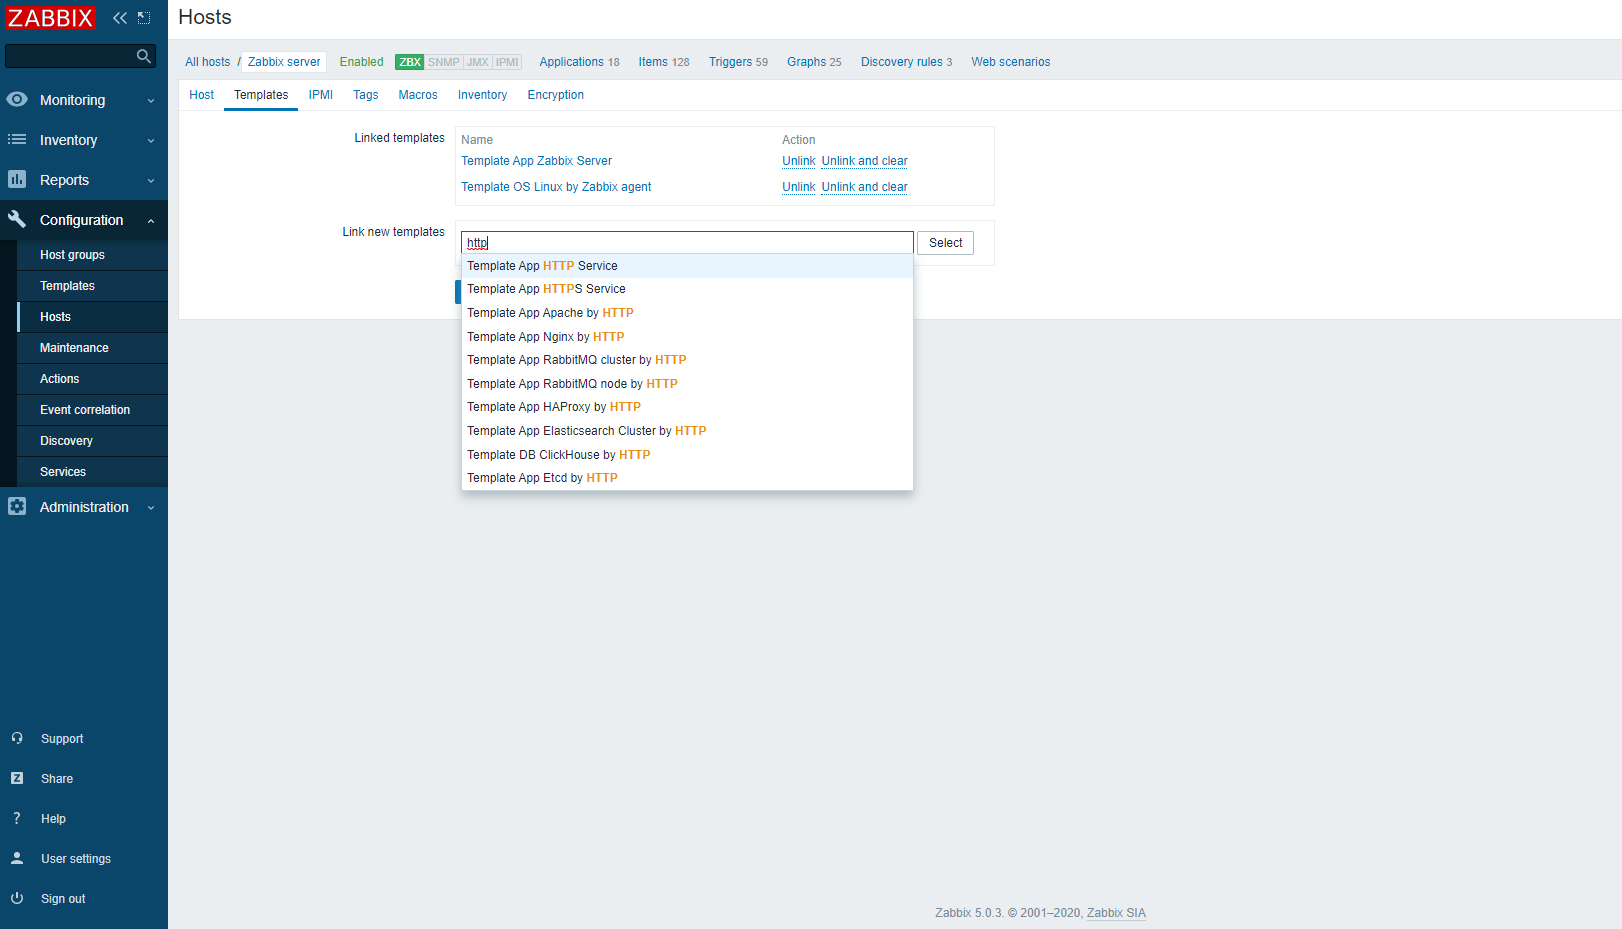 ZABBIX
Hosts
All hosts / Zabbix server Enabled ZBX SNMP JMX IPMI Applications 18 Items 128 Triggers 59 Graphs 25 Discovery rules 3 Web scenarios
Host Templates IPMI Tags Macros Inventory Encryption
Monitoring
Inventory
Reports
Configuration
Host groups
Templates
Hosts
Maintenance
Actions
Event correlation
Discovery
Services
Administration
Support
Share
Help
User settings
Sign out
Linked templates
Name Action
Template App Zabbix Server Unlink Unlink and clear
Template OS Linux by Zabbix agent Unlink Unlink and clear
Link new templates
http Select
Template App HTTP Service
Template App HTTPS Service
Template App Apache by HTTP
Template App Nginx by HTTP
Template App RabbitMQ cluster by HTTP
Template App RabbitMQ node by HTTP
Template App HAProxy by HTTP
Template App Elasticsearch Cluster by HTTP
Template DB ClickHouse by HTTP
Template App Etcd by HTTP
Zabbix 5.0.3. © 2001–2020, Zabbix SIA